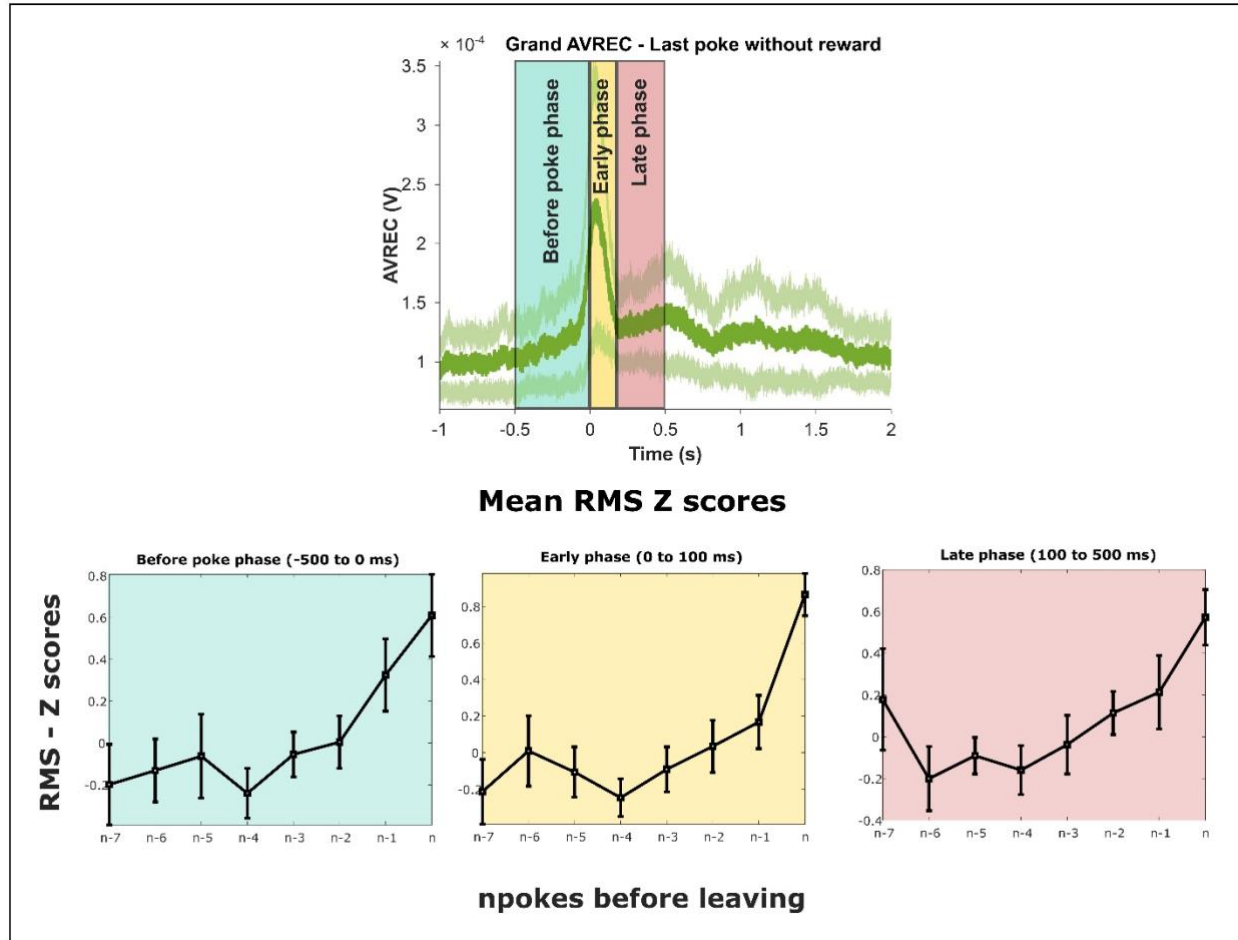 × 10⁻⁴
Grand AVREC - Last poke without reward
AVREC (V)
3.5
3
2.5
2
1.5
1
Before poke phase
Early phase
Late phase
-1
-0.5
0
0.5
1
1.5
2
Time (s)
Mean RMS Z scores
RMS - Z scores
Before poke phase (-500 to 0 ms)
0.8
0.6
0.4
0.2
0
-0.2
n-7
n-6
n-5
n-4
n-3
n-2
n-1
n
Early phase (0 to 100 ms)
0.8
0.6
0.4
0.2
0
-0.2
n-7
n-6
n-5
n-4
n-3
n-2
n-1
n
Late phase (100 to 500 ms)
0.8
0.6
0.4
0.2
0
-0.2
-0.4
n-7
n-6
n-5
n-4
n-3
n-2
n-1
n
npokes before leaving